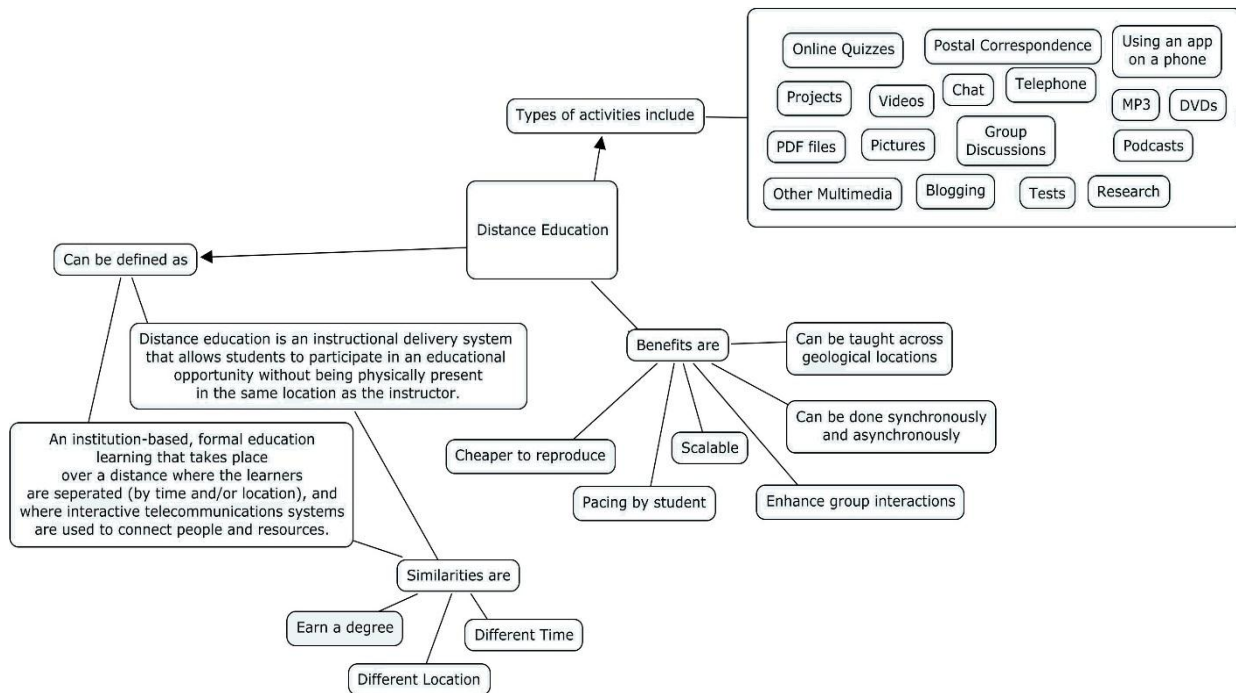 Online Quizzes
Postal Correspondence
Using an app
on a phone
Projects
Videos
Chat
Telephone
MP3
DVDs
Types of activities include
PDF files
Pictures
Group
Discussions
Podcasts
Other Multimedia
Blogging
Tests
Research
Distance Education
Can be defined as
Distance education is an instructional delivery system
that allows students to participate in an educational
opportunity without being physically present
in the same location as the instructor.
An institution-based, formal education
learning that takes place
over a distance where the learners
are seperated (by time and/or location), and
where interactive telecommunications systems
are used to connect people and resources.
Benefits are
Can be taught across
geological locations
Can be done synchronously
and asynchronously
Scalable
Cheaper to reproduce
Pacing by student
Enhance group interactions
Similarities are
Earn a degree
Different Time
Different Location